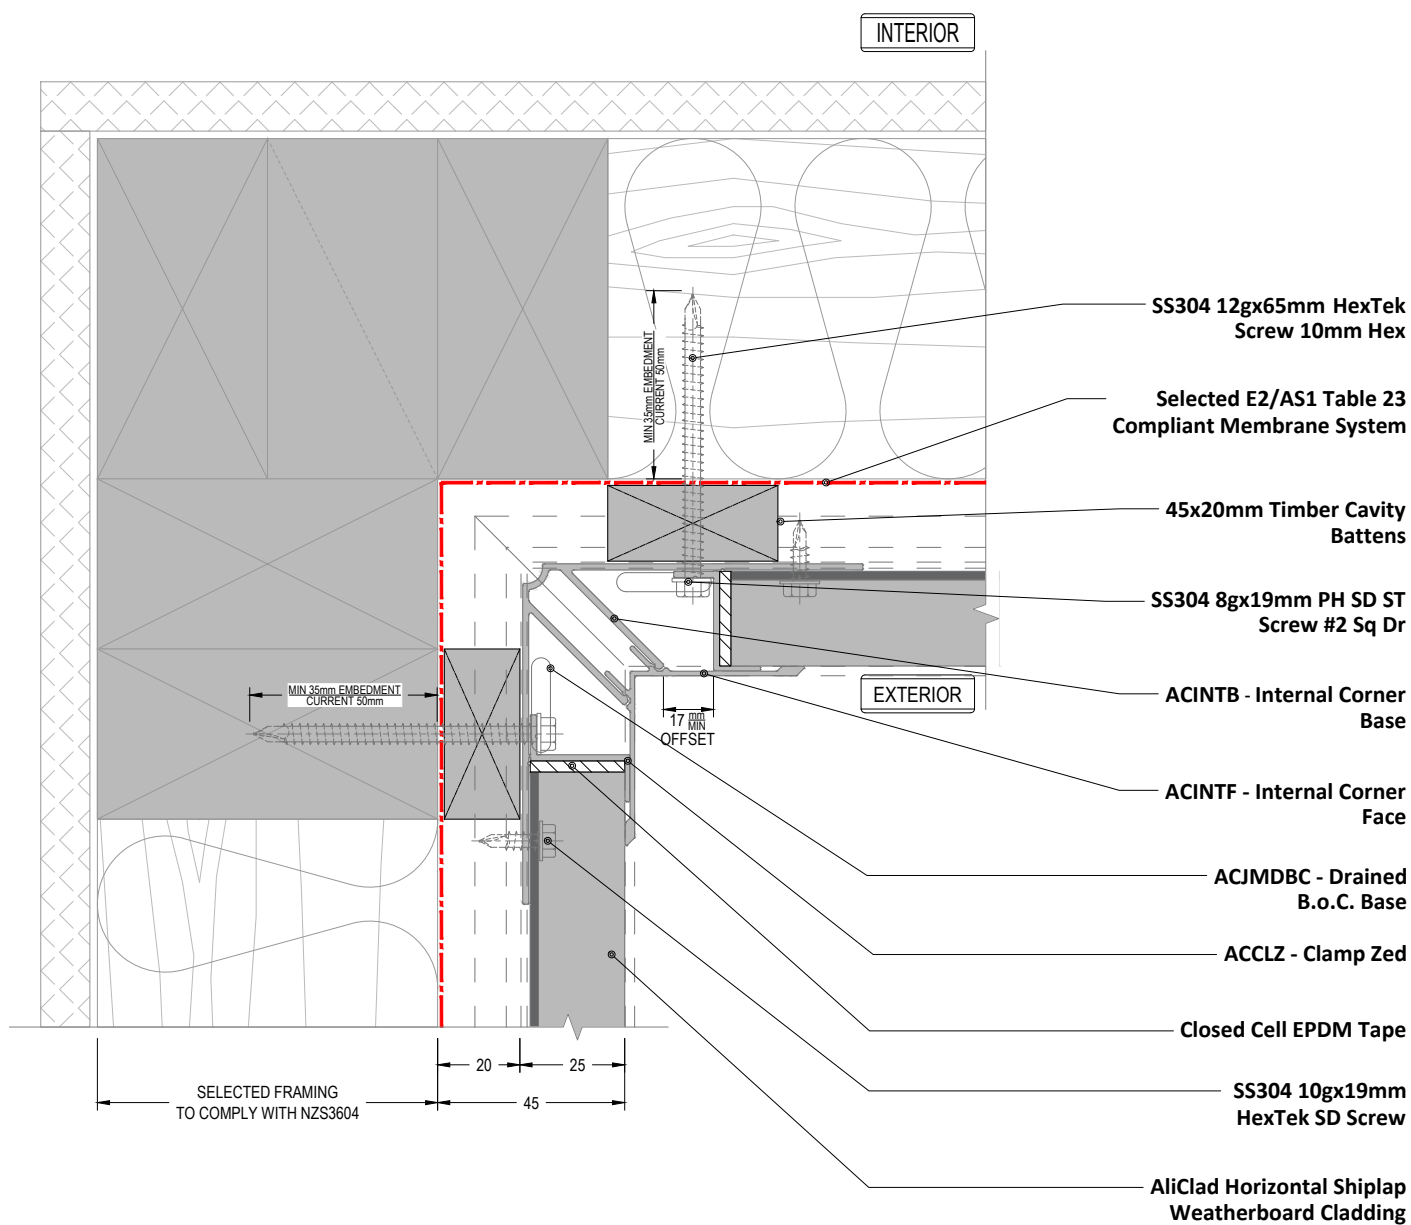 INTERIOR
SS304 12gx65mm HexTek
Screw 10mm Hex
MIN 35mm EMBEDMENT
CURRENT 50mm
Selected E2/AS1 Table 23
Compliant Membrane System
45x20mm Timber Cavity
Battens
SS304 8gx19mm PH SD ST
Screw #2 Sq Dr
MIN 35mm EMBEDMENT
CURRENT 50mm
EXTERIOR
ACINTB - Internal Corner
Base
17 mm MIN
OFFSET
ACINTF - Internal Corner
Face
ACJMDBC - Drained
B.o.C. Base
ACCLZ - Clamp Zed
Closed Cell EPDM Tape
20
25
SELECTED FRAMING
TO COMPLY WITH NZS3604
45
SS304 10gx19mm
HexTek SD Screw
AliClad Horizontal Shiplap
Weatherboard Cladding